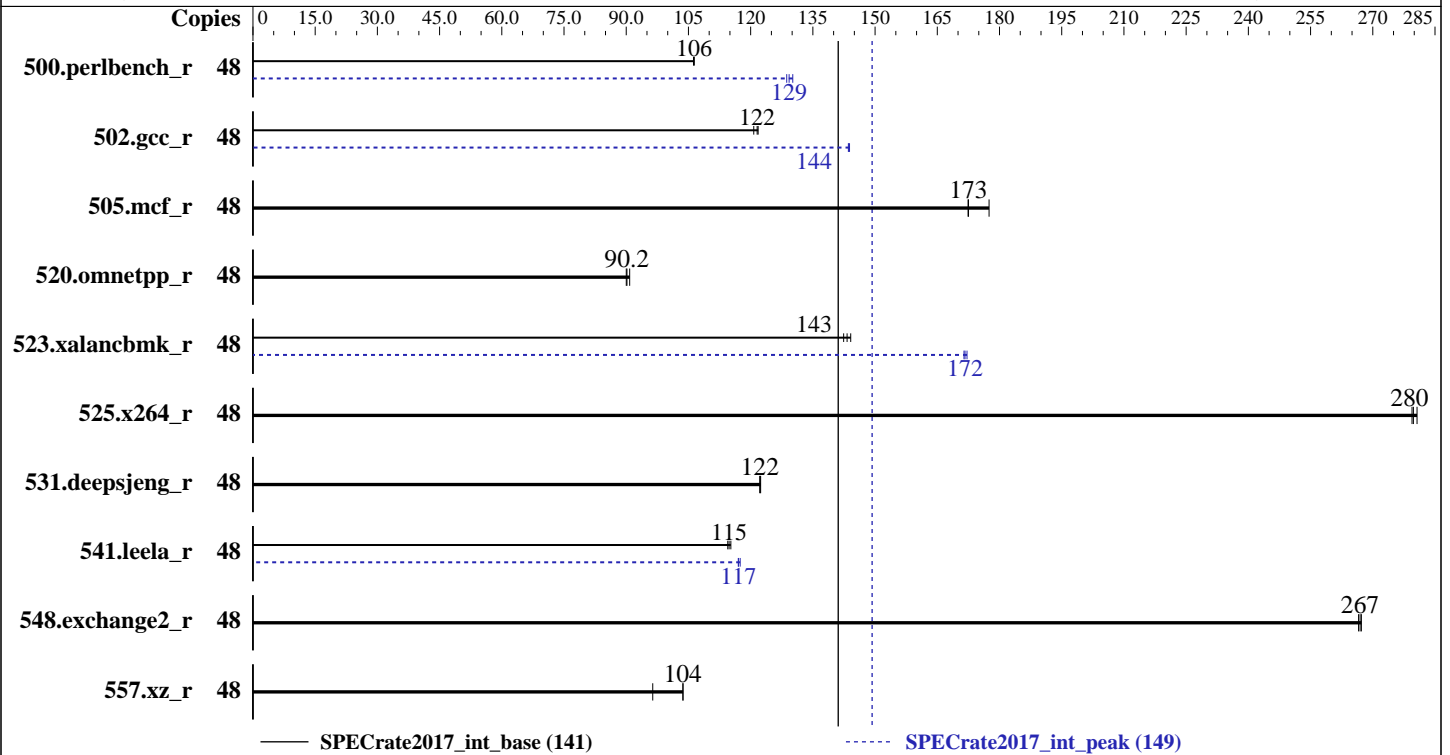 Copies 0 15.0 30.0 45.0 60.0 75.0 90.0 105 120 135 150 165 180 195 210 225 240 255 270 285
106
500.perlbench_r 48
129
122
502.gcc_r 48
144
173
505.mcf_r 48
90.2
520.omnetpp_r 48
143
523.xalancbmk_r 48
172
280
525.x264_r 48
122
531.deepsjeng_r 48
115
541.leela_r 48
117
267
548.exchange2_r 48
104
557.xz_r 48
SPECrate2017_int_base (141) SPECrate2017_int_peak (149)